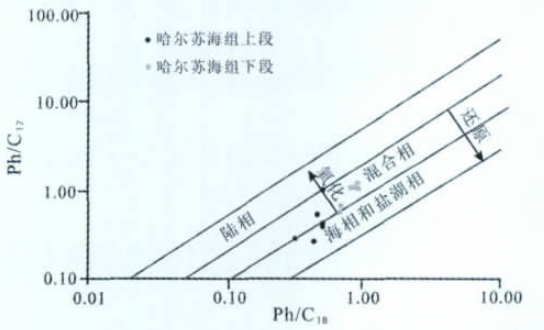 100.00
10.00
1.00
0.10
Ph/C₁₇
• 哈尔苏海组上段
• 哈尔苏海组下段
还原
氧化
混合相
陆相
海相和盐湖相
0.01
0.10
1.00
10.00
Ph/C₁₈